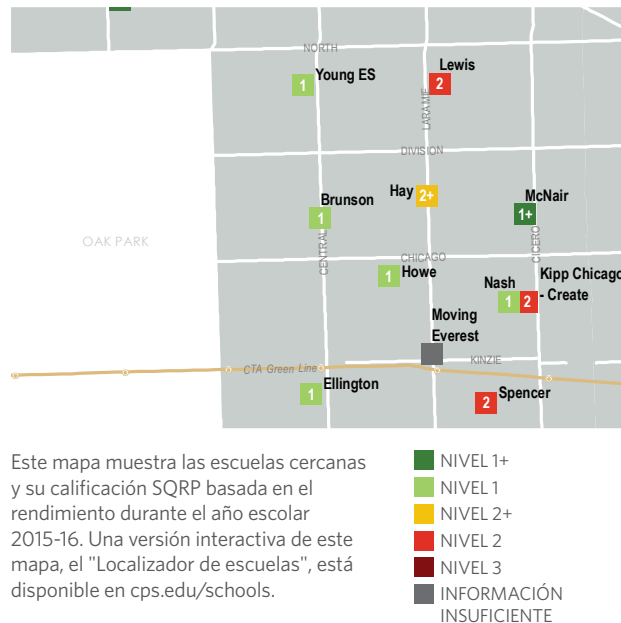 NORTH
Young ES
1
Lewis
2
LARAMIE
DIVISION
Hay
2+
McNair
1+
Brunson
1
OAK PARK
CENTRAL
CICERO
CHICAGO
1
Howe
Nash
1
2
Kipp Chicago
- Create
Moving
Everest
KINZIE
CTA Green Line
Ellington
1
Spencer
2
Este mapa muestra las escuelas cercanas
y su calificación SQRP basada en el
rendimiento durante el año escolar
2015-16. Una versión interactiva de este
mapa, el "Localizador de escuelas", está
disponible en cps.edu/schools.
NIVEL 1+
NIVEL 1
NIVEL 2+
NIVEL 2
NIVEL 3
INFORMACIÓN
INSUFICIENTE